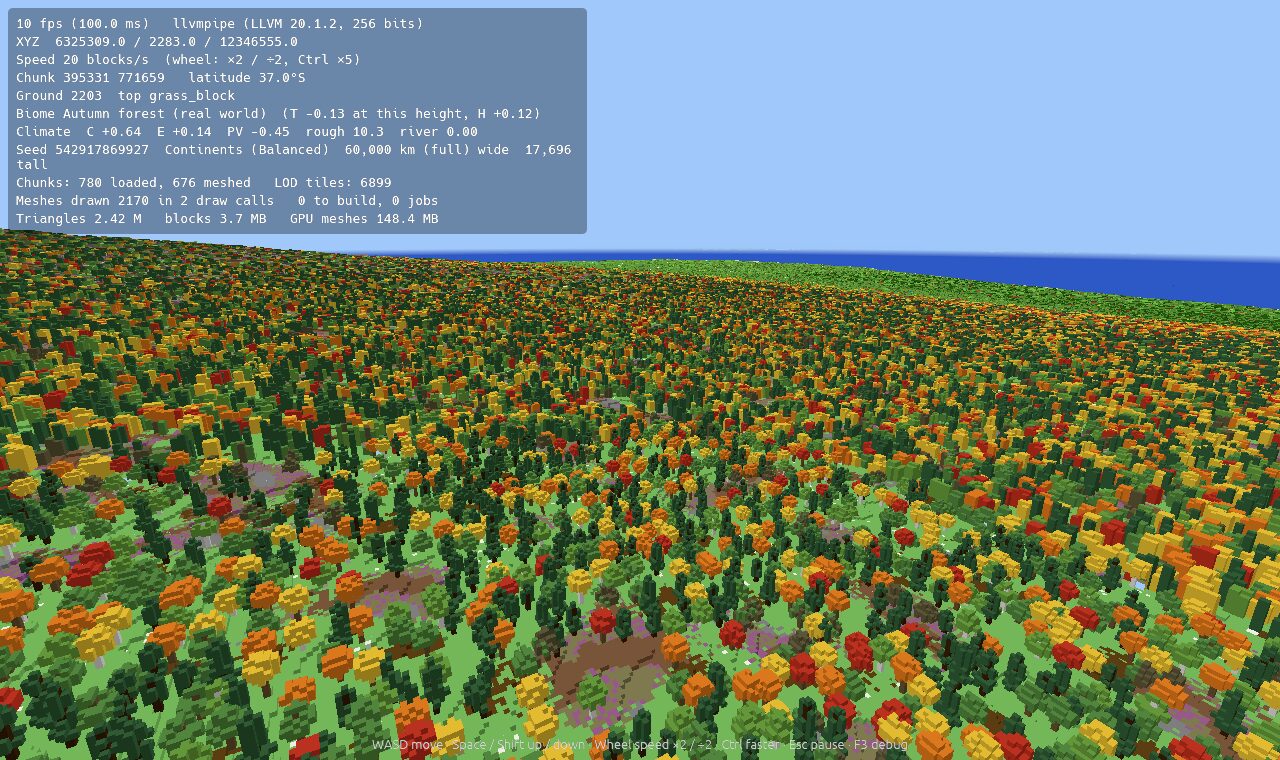 10 fps (100.0 ms)   llvmpipe (LLVM 20.1.2, 256 bits)
XYZ  6325309.0 / 2283.0 / 12346555.0
Speed 20 blocks/s  (wheel: ×2 / ÷2, Ctrl ×5)
Chunk 395331 771659   latitude 37.0°S
Ground 2203  top grass_block
Biome Autumn forest (real world)  (T −0.13 at this height, H +0.12)
Climate  C +0.64  E +0.14  PV −0.45  rough 10.3  river 0.00
Seed 542917869927  Continents (Balanced)  60,000 km (full) wide  17,696
tall
Chunks: 780 loaded, 676 meshed   LOD tiles: 6899
Meshes drawn 2170 in 2 draw calls   0 to build, 0 jobs
Triangles 2.42 M   blocks 3.7 MB   GPU meshes 148.4 MB
WASD move · Space / Shift up / down · Wheel speed ×2 / ÷2 · Ctrl faster · Esc pause · F3 debug